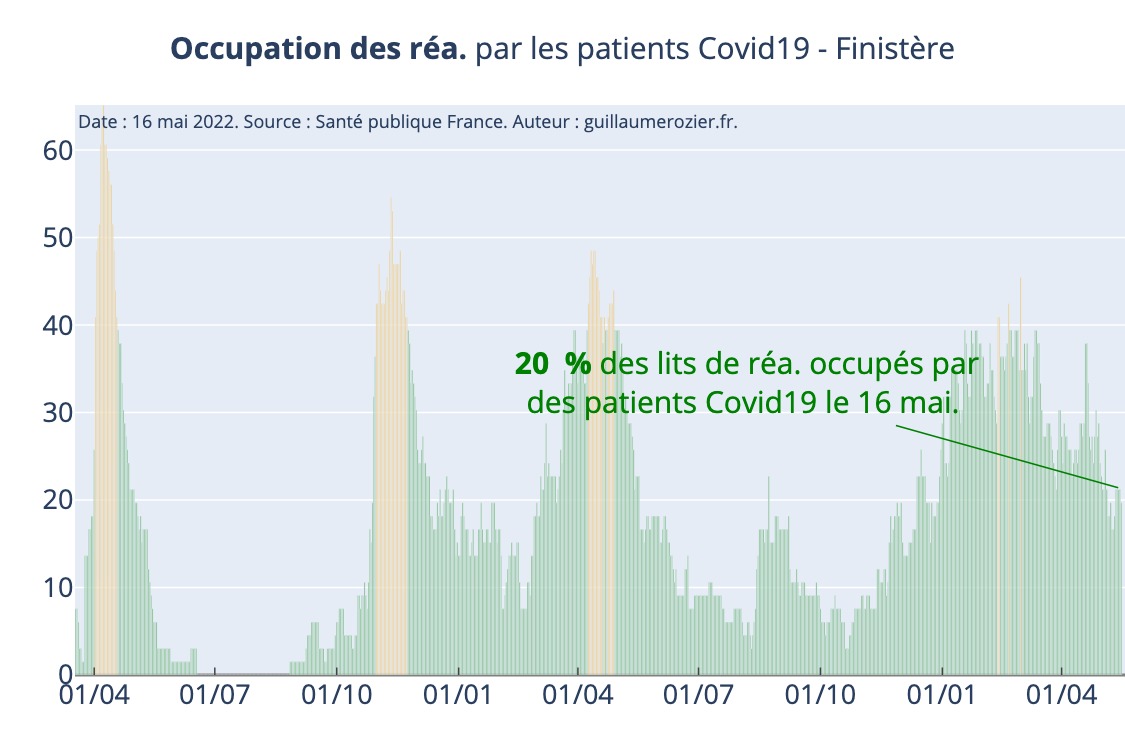 Occupation des réa. par les patients Covid19 - Finistère
Date : 16 mai 2022. Source : Santé publique France. Auteur : guillaumerozier.fr.
60
50
40
20 % des lits de réa. occupés par
des patients Covid19 le 16 mai.
30
20
10
0
01/04 01/07 01/10 01/01 01/04 01/07 01/10 01/01 01/04